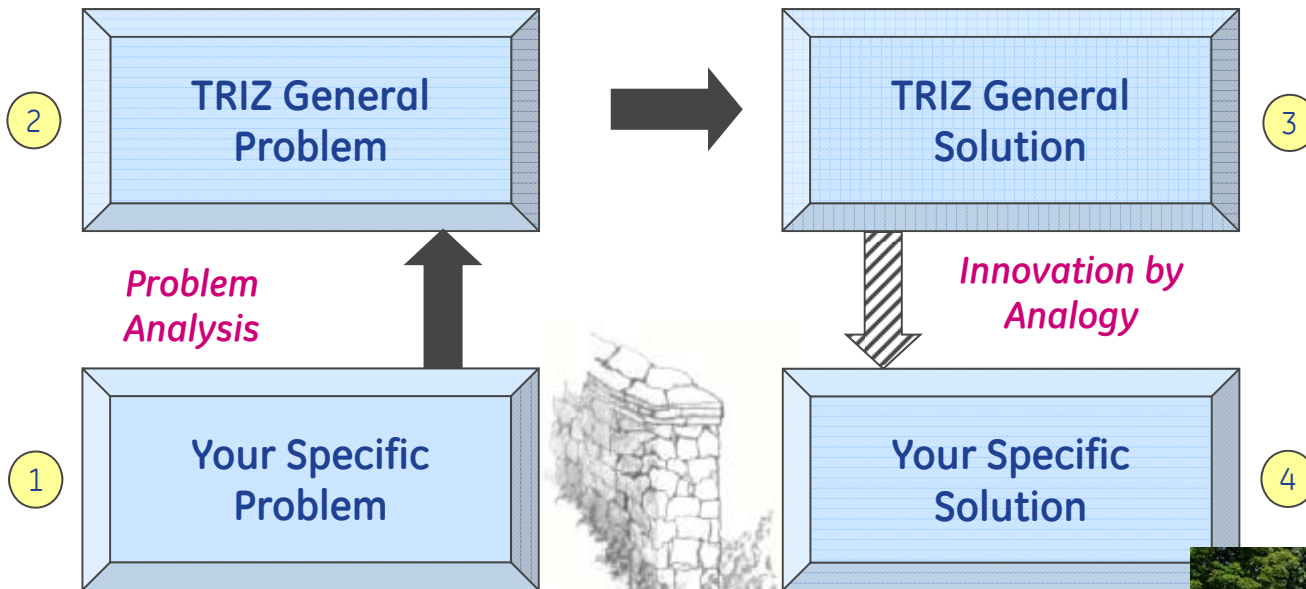 TRIZ General
Problem
2
TRIZ General
Solution
3
Problem
Analysis
Innovation by
Analogy
1
Your Specific
Problem
Your Specific
Solution
4